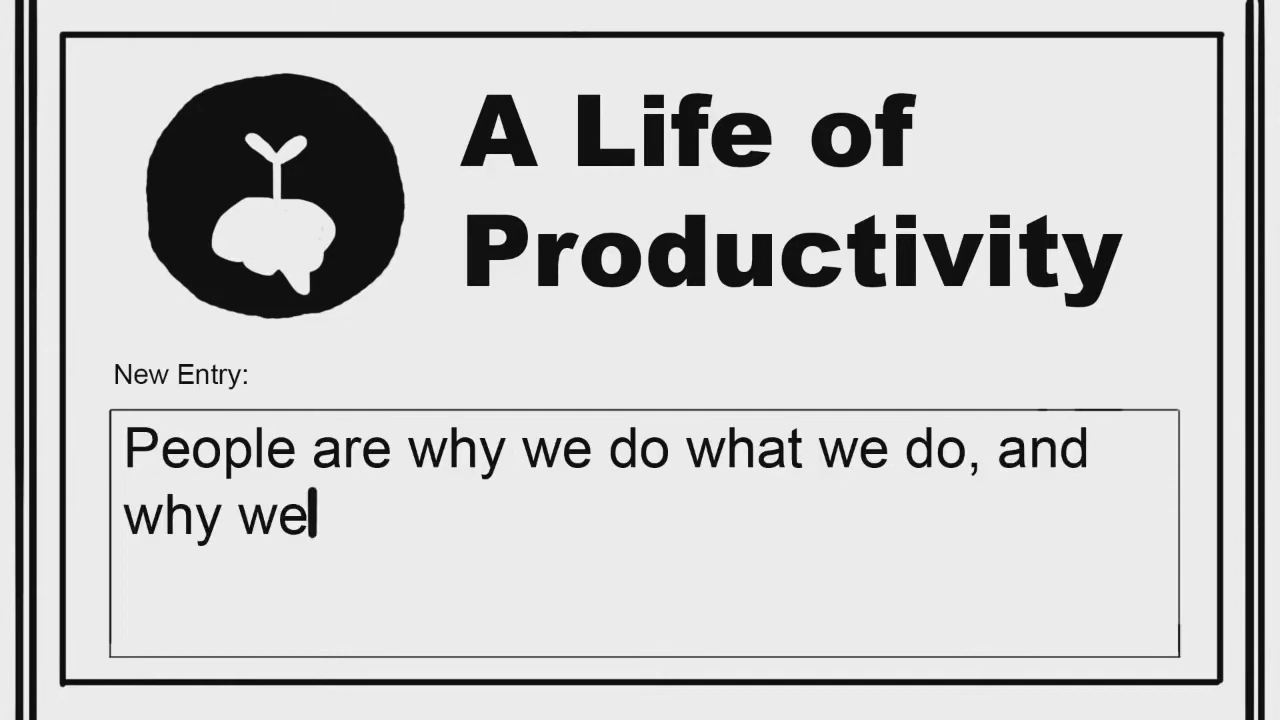 A Life of
Productivity
New Entry:
People are why we do what we do, and
why we